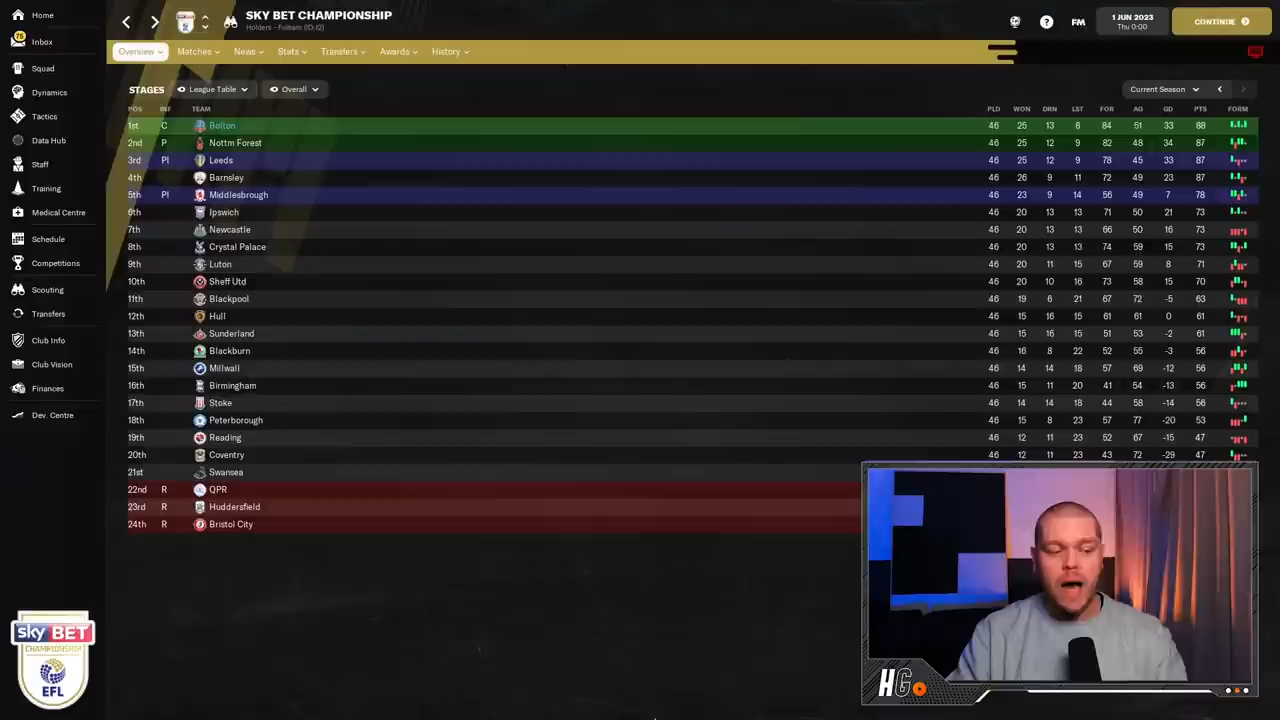 Home
75
Inbox
Squad
Dynamics
Tactics
Data Hub
Staff
Training
Medical Centre
Schedule
Competitions
Scouting
Transfers
Club Info
Club Vision
Finances
Dev. Centre
sky BET
CHAMPIONSHIP
EFL
SKY BET CHAMPIONSHIP
Holders - Fulham (ID:12)
? FM
1 JUN 2023
Thu 0:00
CONTINUE
Overview Matches News Stats Transfers Awards History
STAGES League Table Overall Current Season
POS INF TEAM PLD WON DRN LST FOR AG GD PTS FORM
1st C Bolton 46 25 13 8 84 51 33 88
2nd P Nottm Forest 46 25 12 9 82 48 34 87
3rd Pl Leeds 46 25 12 9 78 45 33 87
4th Barnsley 46 26 9 11 72 49 23 87
5th Pl Middlesbrough 46 23 9 14 56 49 7 78
6th Ipswich 46 20 13 13 71 50 21 73
7th Newcastle 46 20 13 13 66 50 16 73
8th Crystal Palace 46 20 13 13 74 59 15 73
9th Luton 46 20 11 15 67 59 8 71
10th Sheff Utd 46 20 10 16 73 58 15 70
11th Blackpool 46 19 6 21 67 72 -5 63
12th Hull 46 15 16 15 61 61 0 61
13th Sunderland 46 15 16 15 51 53 -2 61
14th Blackburn 46 16 8 22 52 55 -3 56
15th Millwall 46 14 14 18 57 69 -12 56
16th Birmingham 46 15 11 20 41 54 -13 56
17th Stoke 46 14 14 18 44 58 -14 56
18th Peterborough 46 15 8 23 57 77 -20 53
19th Reading 46 12 11 23 52 67 -15 47
20th Coventry 46 12 11 23 43 72 -29 47
21st Swansea
22nd R QPR
23rd R Huddersfield
24th R Bristol City
HG